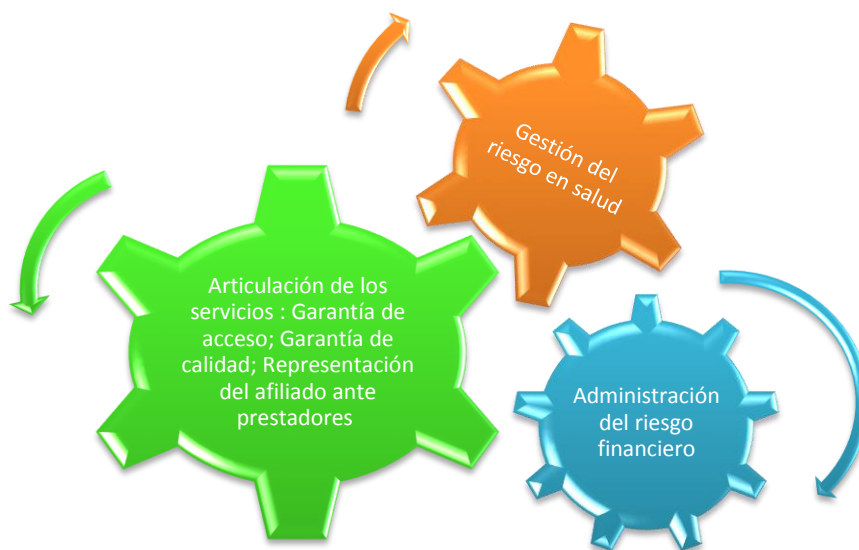 Gestión del
riesgo en salud
Articulación de los
servicios : Garantía de
acceso; Garantía de
calidad; Representación
del afiliado ante
prestadores
Administración
del riesgo
financiero